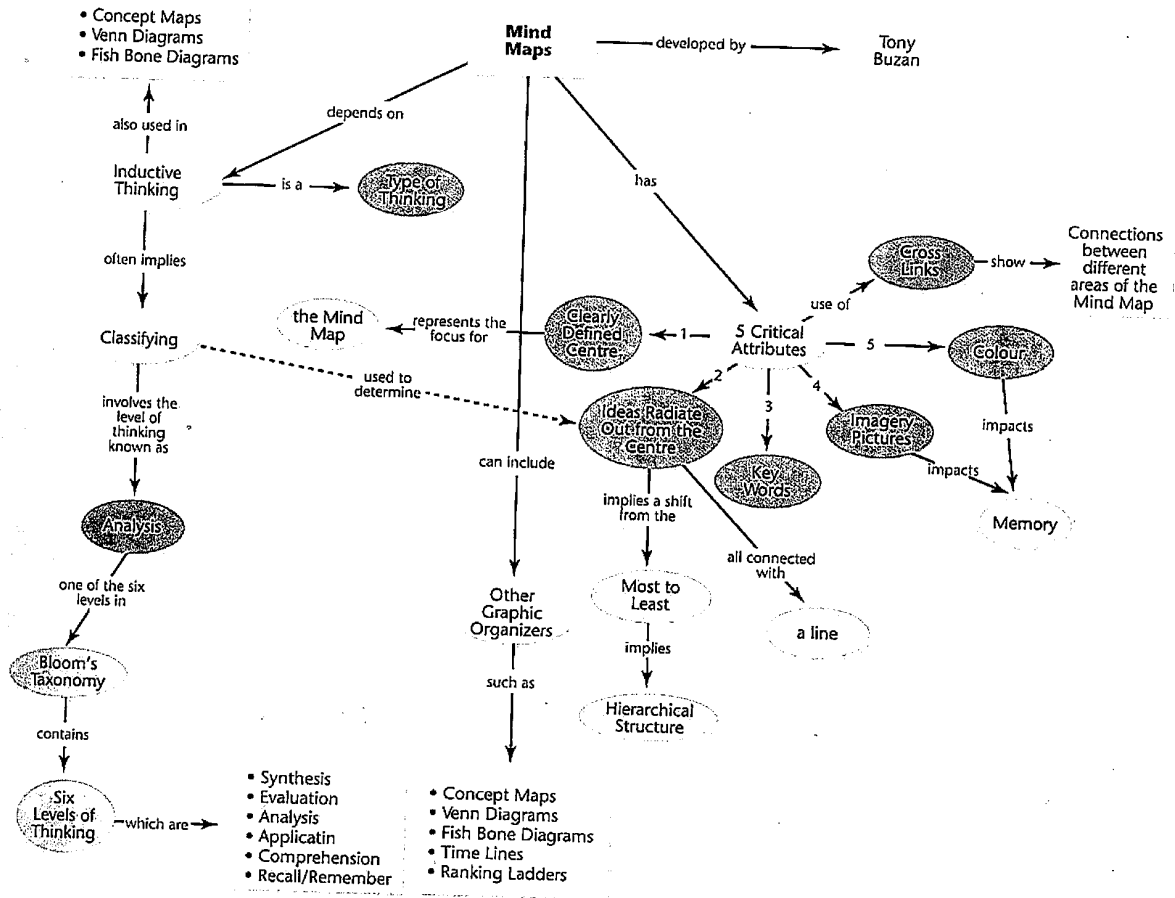 • Concept Maps
• Venn Diagrams
• Fish Bone Diagrams
Mind
Maps
developed by
Tony
Buzan
also used in
depends on
Inductive
Thinking
is a
Type of
Thinking
has
often implies
Cross
Links
show
Connections
between
different
areas of the
Mind Map
use of
Classifying
the Mind
Map
represents the
focus for
Clearly
Defined
Centre
1
5 Critical
Attributes
5
Colour
used to
determine
2
3
4
involves the
level of
thinking
known as
Ideas Radiate
Out from the
Centre
Imagery
Pictures
impacts
can include
Key
Words
impacts
implies a shift
from the
Memory
Analysis
all connected
with
one of the six
levels in
Other
Graphic
Organizers
Most to
Least
a line
implies
Bloom's
Taxonomy
such as
Hierarchical
Structure
contains
Six
Levels of
Thinking
which are
• Synthesis
• Evaluation
• Analysis
• Applicatin
• Comprehension
• Recall/Remember
• Concept Maps
• Venn Diagrams
• Fish Bone Diagrams
• Time Lines
• Ranking Ladders